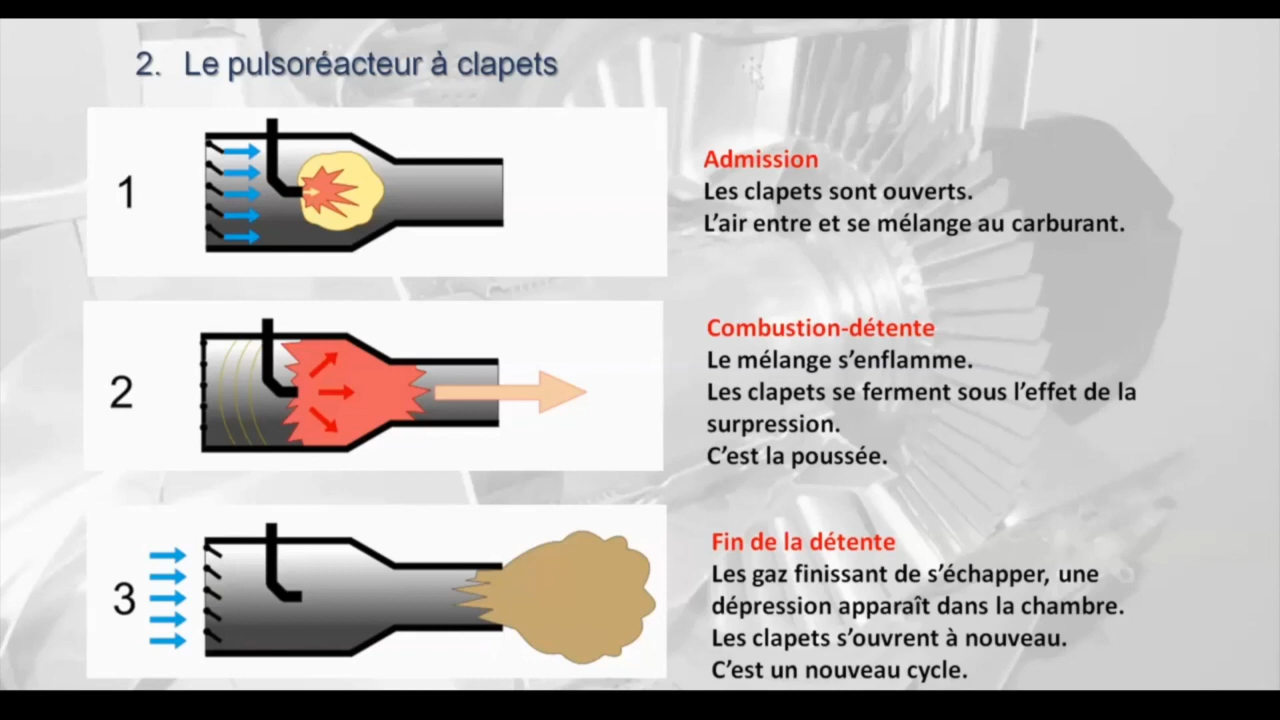 2. Le pulsoréacteur à clapets
1
Admission
Les clapets sont ouverts.
L’air entre et se mélange au carburant.
2
Combustion-détente
Le mélange s’enflamme.
Les clapets se ferment sous l’effet de la
surpression.
C’est la poussée.
3
Fin de la détente
Les gaz finissant de s’échapper, une
dépression apparaît dans la chambre.
Les clapets s’ouvrent à nouveau.
C’est un nouveau cycle.